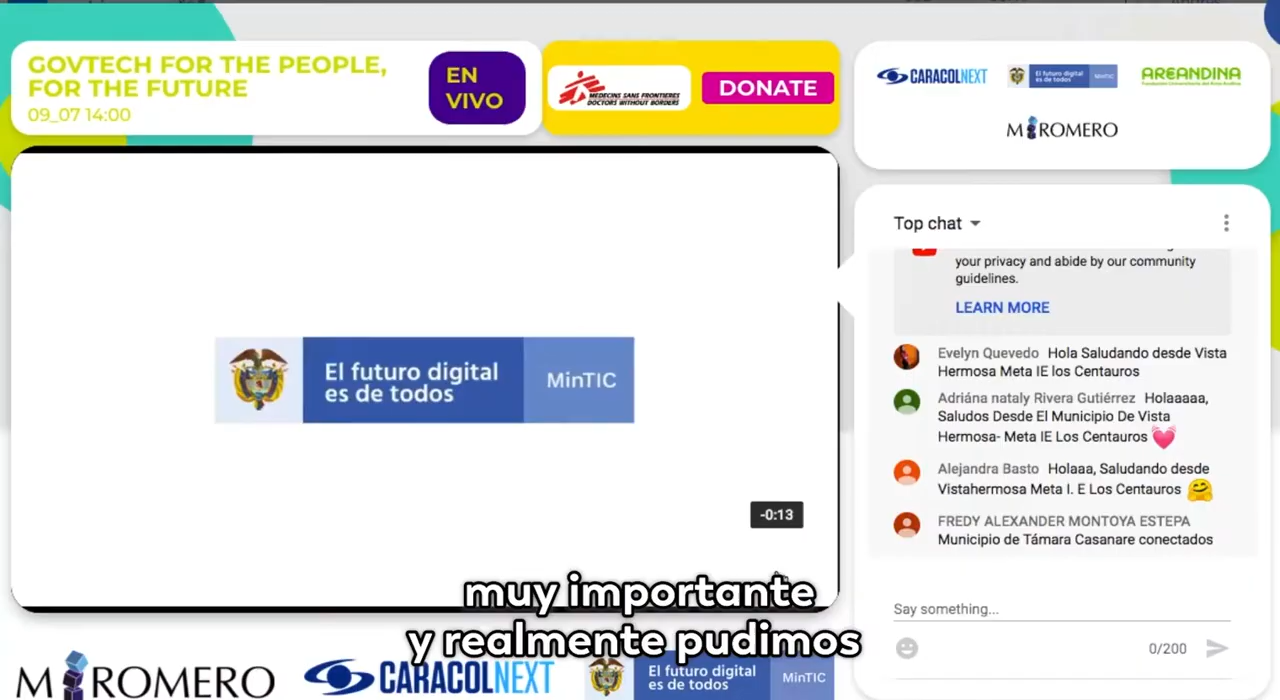 GOVTECH FOR THE PEOPLE,
FOR THE FUTURE
09_07 14:00
EN
VIVO
MEDECINS SANS FRONTIERES
DOCTORS WITHOUT BORDERS
DONATE
CARACOLNEXT
El futuro digital
es de todos
MinTIC
AREANDINA
MROMERO
El futuro digital
es de todos
MinTIC
-0:13
Top chat
your privacy and abide by our community
guidelines.
LEARN MORE
Evelyn Quevedo Hola Saludando desde Vista
Hermosa Meta IE los Centauros
Adriána nataly Rivera Gutiérrez Holaaaaa,
Saludos Desde El Municipio De Vista
Hermosa- Meta IE Los Centauros
Alejandra Basto Holaaa, Saludando desde
Vistahermosa Meta I. E Los Centauros
FREDY ALEXANDER MONTOYA ESTEPA
Municipio de Támara Casanare conectados
Say something...
0/200
muy importante
y realmente pudimos
MROMERO
CARACOLNEXT
El futuro digital
es de todos
MinTIC